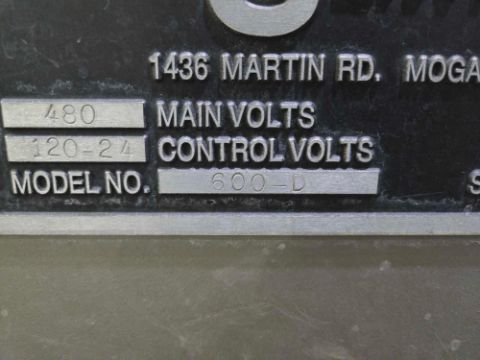 1436 MARTIN RD. MOGA
480 MAIN VOLTS
120-24 CONTROL VOLTS
MODEL NO. 600-D S